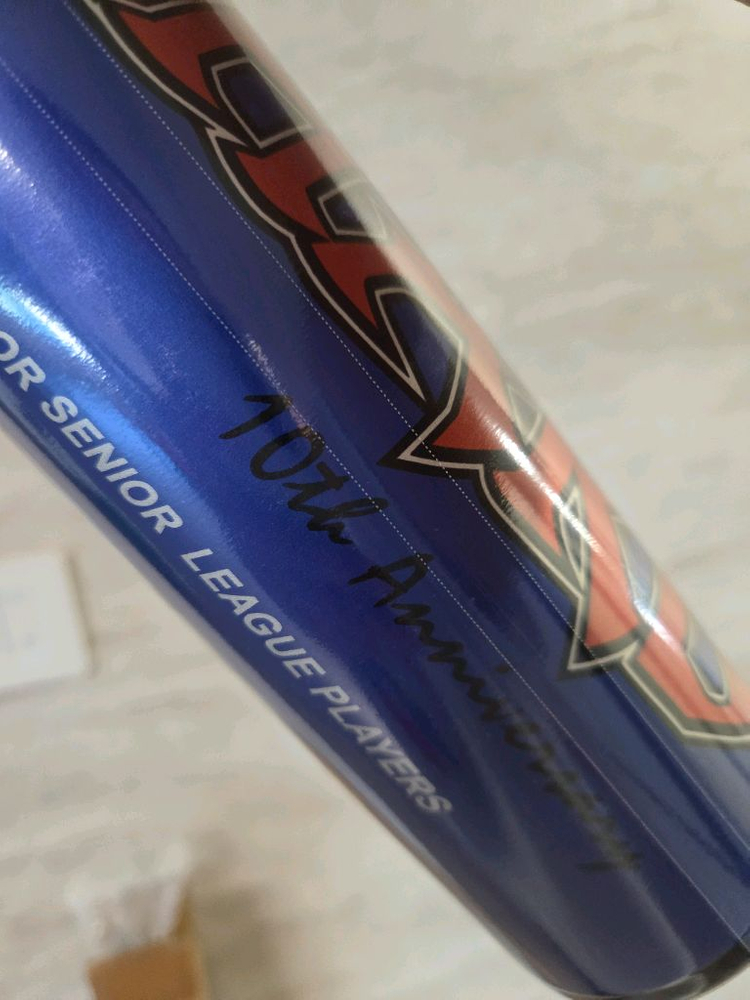 10th Anniversary
OR SENIOR LEAGUE PLAYERS